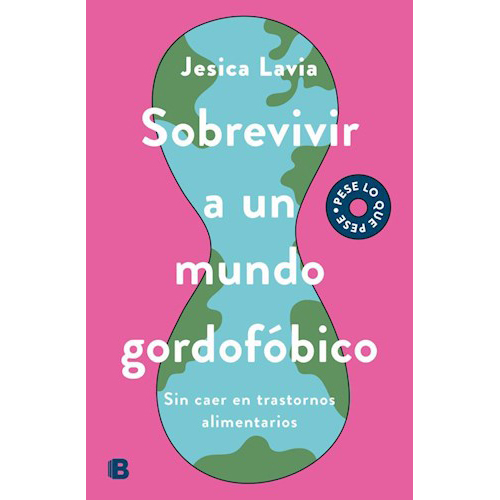 Jesica Lavia
Sobrevivir
a un
mundo
gordofóbico
PESE LO QUE PESE •
Sin caer en trastornos
alimentarios
B